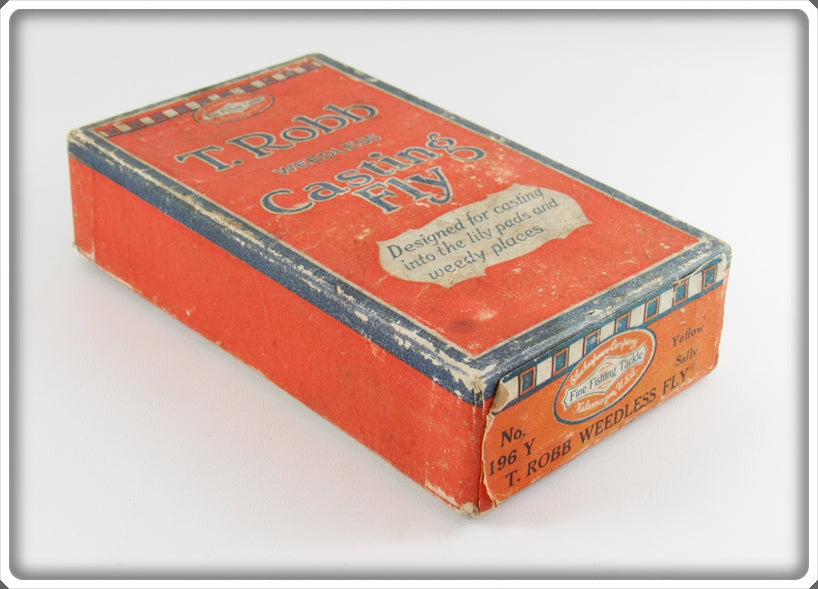 T. Robb
WEEDLESS
Casting
Fly
Designed for casting
into the lily pads and
weedy places.
Shakespeare Company
Fine Fishing Tackle
Kalamazoo, U.S.A.
Yellow
Sally
No.
196 Y
T. ROBB WEEDLESS FLY